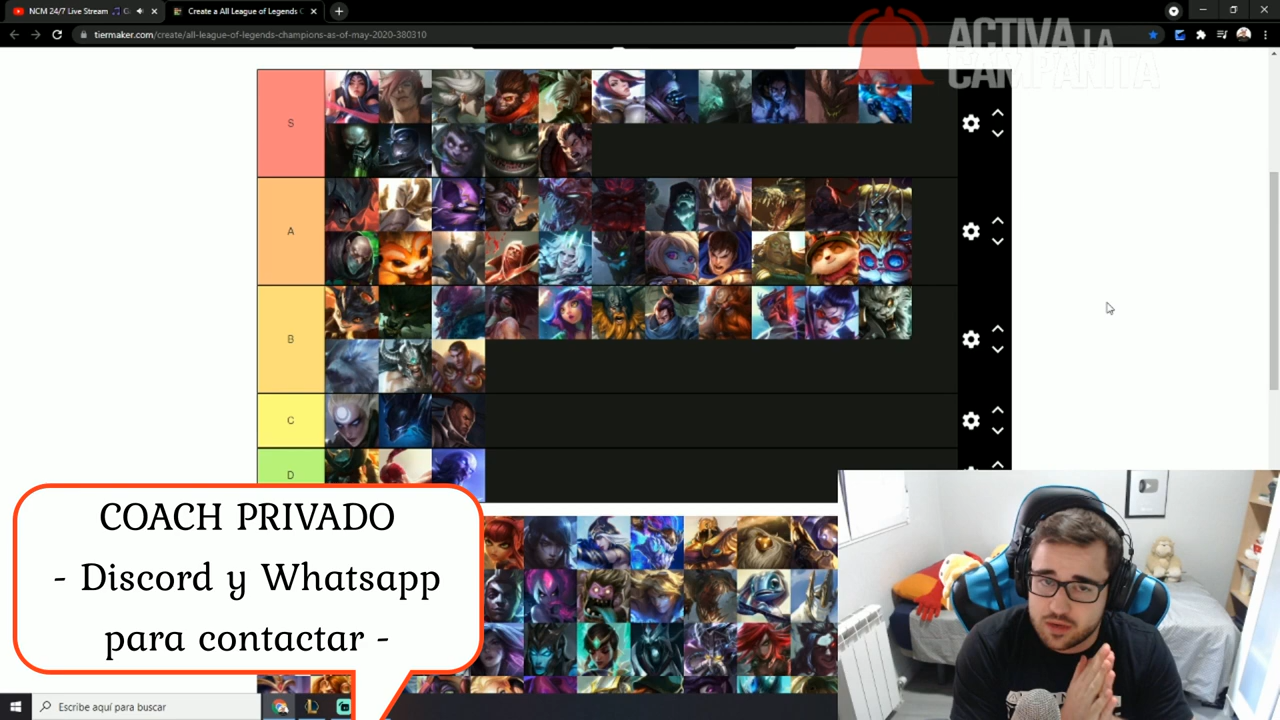 NCM 24/7 Live Stream
Create a All League of Legends C
tiermaker.com/create/all-league-of-legends-champions-as-of-may-2020-380310
ACTIVA LA
CAMPANITA
S
A
B
C
D
COACH PRIVADO
- Discord y Whatsapp
para contactar -
Escribe aquí para buscar